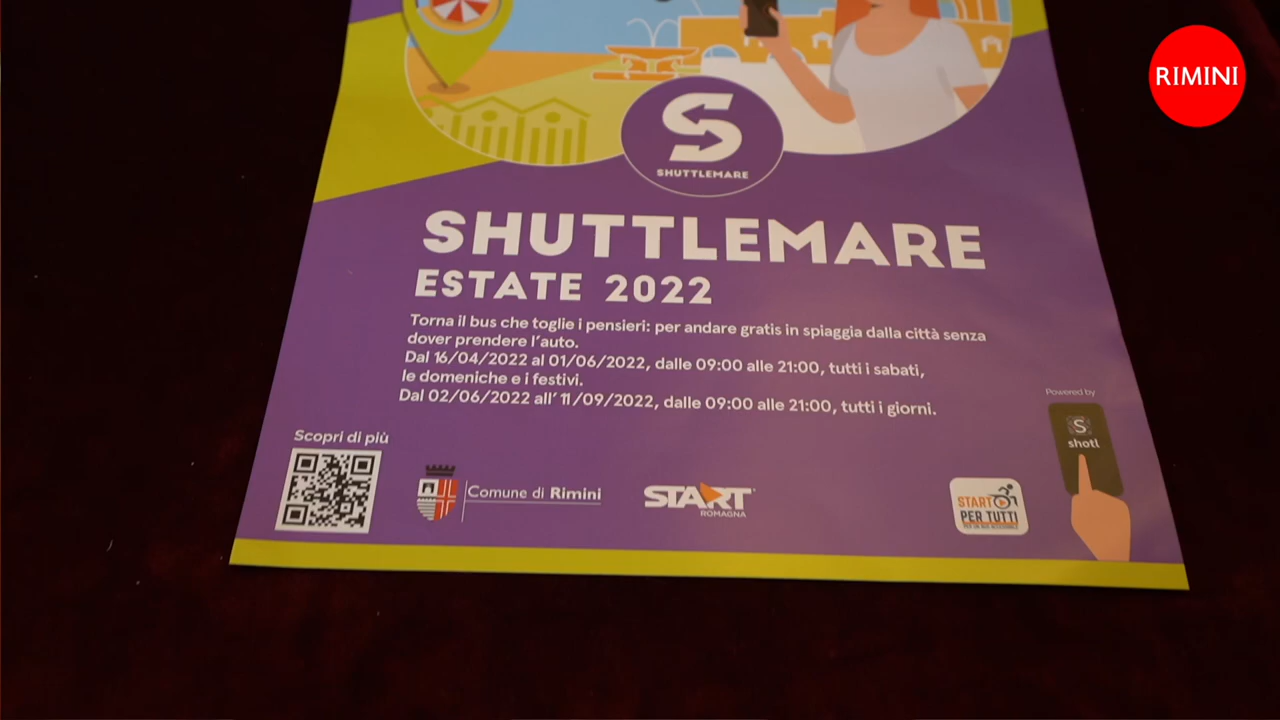 RIMINI
S
SHUTTLEMARE
SHUTTLEMARE
ESTATE 2022
Torna il bus che toglie i pensieri: per andare gratis in spiaggia dalla città senza
dover prendere l'auto.
Dal 16/04/2022 al 01/06/2022, dalle 09:00 alle 21:00, tutti i sabati,
le domeniche e i festivi.
Dal 02/06/2022 all' 11/09/2022, dalle 09:00 alle 21:00, tutti i giorni.
Powered by
S
shotl
Scopri di più
Comune di Rimini
START
ROMAGNA
START
PER TUTTI